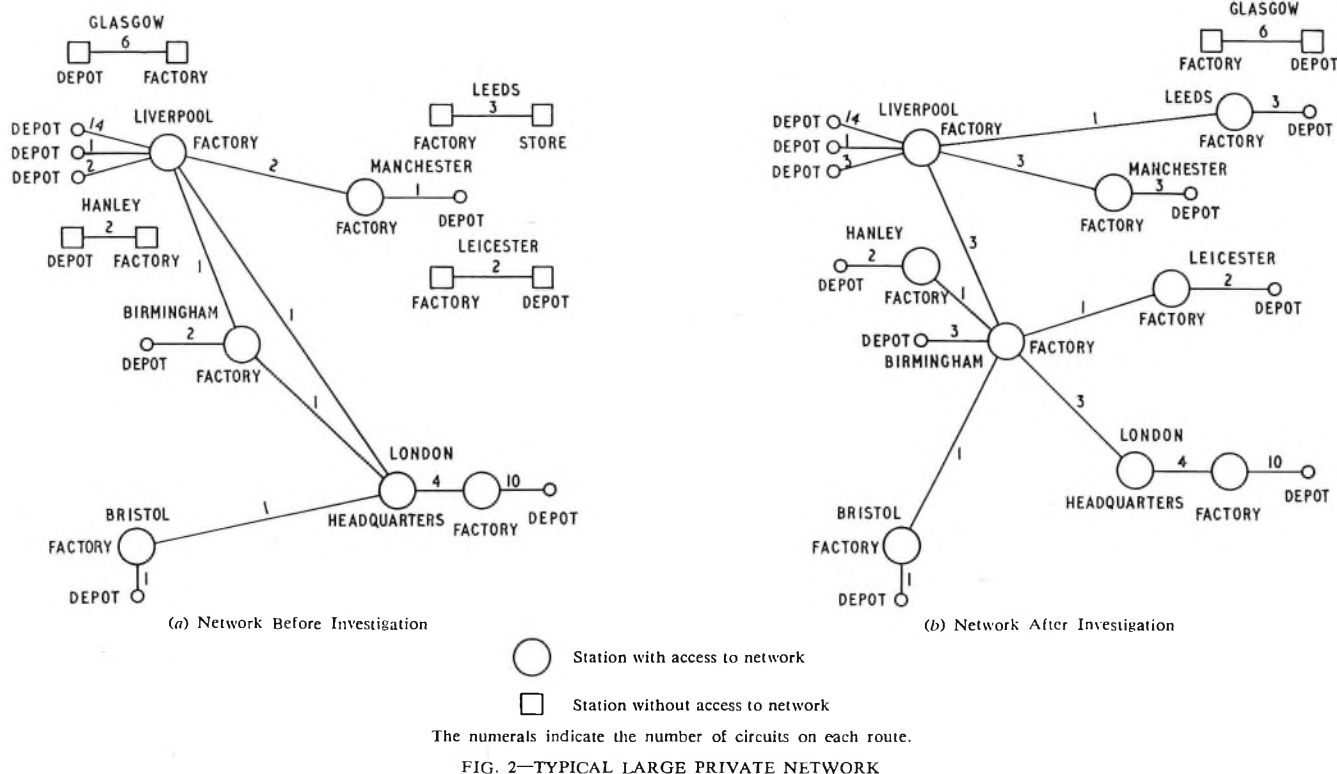 GLASGOW
6
DEPOT FACTORY
LEEDS
3
FACTORY STORE
LIVERPOOL
FACTORY
DEPOT 14
DEPOT 1
DEPOT 2
2
MANCHESTER
1
FACTORY
DEPOT
HANLEY
2
DEPOT FACTORY
LEICESTER
2
FACTORY DEPOT
1
1
BIRMINGHAM
2
DEPOT
FACTORY
1
LONDON
4
10
HEADQUARTERS
FACTORY
DEPOT
1
BRISTOL
FACTORY
1
DEPOT
(a) Network Before Investigation
GLASGOW
6
FACTORY DEPOT
LEEDS
3
FACTORY
DEPOT
1
LIVERPOOL
FACTORY
DEPOT 14
DEPOT 1
DEPOT 3
3
MANCHESTER
3
FACTORY
DEPOT
3
HANLEY
2
DEPOT
FACTORY
1
LEICESTER
2
FACTORY
DEPOT
1
DEPOT 3
BIRMINGHAM
FACTORY
3
LONDON
4
10
HEADQUARTERS
FACTORY
DEPOT
1
BRISTOL
FACTORY
1
DEPOT
(b) Network After Investigation
Station with access to network
Station without access to network
The numerals indicate the number of circuits on each route.
FIG. 2—TYPICAL LARGE PRIVATE NETWORK